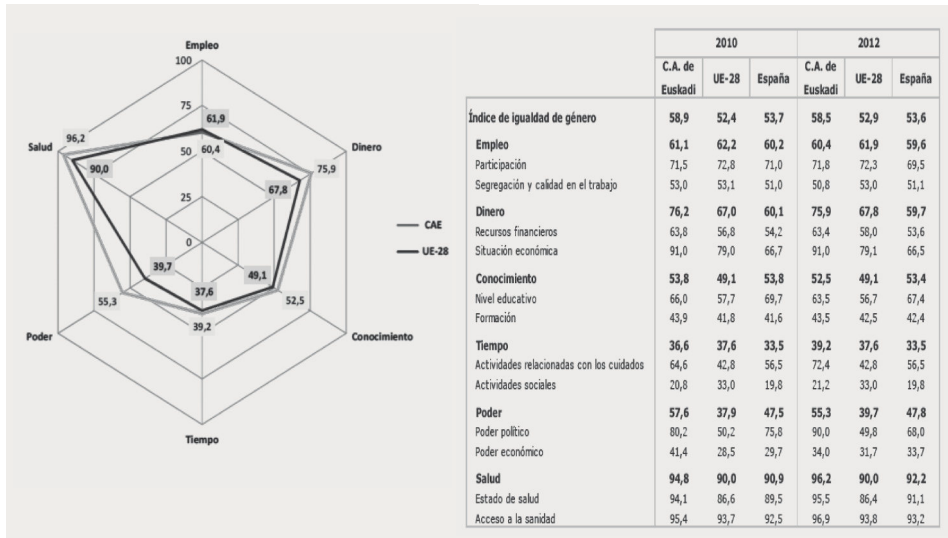 Empleo
100
75
61,9
96,2
Salud
50
60,4
Dinero
90,0
75,9
67,8
25
CAE
0
UE-28
39,7
49,1
37,6
55,3
52,5
39,2
Poder
Conocimiento
Tiempo
2010 2012
C.A. de Euskadi UE-28 España C.A. de Euskadi UE-28 España
Índice de igualdad de género 58,9 52,4 53,7 58,5 52,9 53,6
Empleo 61,1 62,2 60,2 60,4 61,9 59,6
Participación 71,5 72,8 71,0 71,8 72,3 69,5
Segregación y calidad en el trabajo 53,0 53,1 51,0 50,8 53,0 51,1
Dinero 76,2 67,0 60,1 75,9 67,8 59,7
Recursos financieros 63,8 56,8 54,2 63,4 58,0 53,6
Situación económica 91,0 79,0 66,7 91,0 79,1 66,5
Conocimiento 53,8 49,1 53,8 52,5 49,1 53,4
Nivel educativo 66,0 57,7 69,7 63,5 56,7 67,4
Formación 43,9 41,8 41,6 43,5 42,5 42,4
Tiempo 36,6 37,6 33,5 39,2 37,6 33,5
Actividades relacionadas con los cuidados 64,6 42,8 56,5 72,4 42,8 56,5
Actividades sociales 20,8 33,0 19,8 21,2 33,0 19,8
Poder 57,6 37,9 47,5 55,3 39,7 47,8
Poder político 80,2 50,2 75,8 90,0 49,8 68,0
Poder económico 41,4 28,5 29,7 34,0 31,7 33,7
Salud 94,8 90,0 90,9 96,2 90,0 92,2
Estado de salud 94,1 86,6 89,5 95,5 86,4 91,1
Acceso a la sanidad 95,4 93,7 92,5 96,9 93,8 93,2